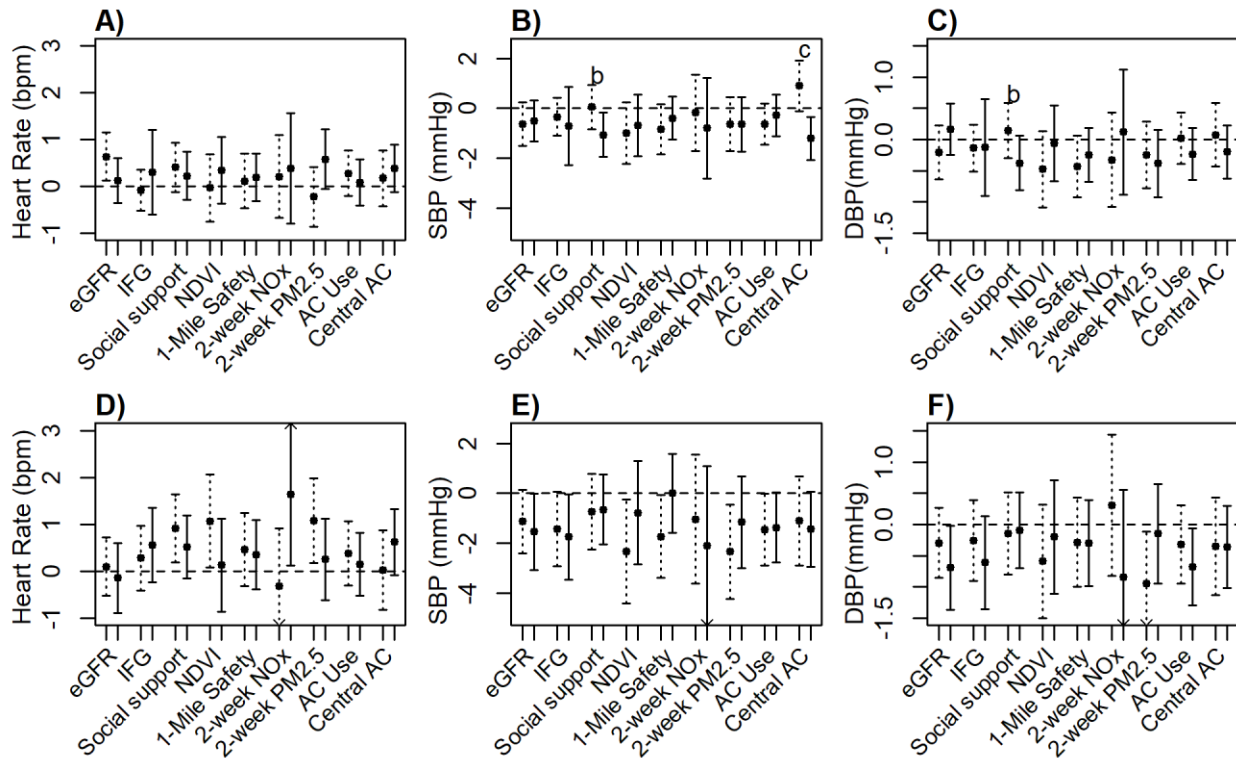 A)
Heart Rate (bpm)
3
2
1
0
-1
eGFR
IFG
Social support
NDVI
1-Mile Safety
2-week NOx
2-week PM2.5
AC Use
Central AC
B)
SBP (mmHg)
2
0
-2
-4
b
c
eGFR
IFG
Social support
NDVI
1-Mile Safety
2-week NOx
2-week PM2.5
AC Use
Central AC
C)
DBP(mmHg)
1.0
0.0
-1.5
b
eGFR
IFG
Social support
NDVI
1-Mile Safety
2-week NOx
2-week PM2.5
AC Use
Central AC
D)
Heart Rate (bpm)
3
2
1
0
-1
eGFR
IFG
Social support
NDVI
1-Mile Safety
2-week NOx
2-week PM2.5
AC Use
Central AC
E)
SBP (mmHg)
2
0
-2
-4
eGFR
IFG
Social support
NDVI
1-Mile Safety
2-week NOx
2-week PM2.5
AC Use
Central AC
F)
DBP(mmHg)
1.0
0.0
-1.5
eGFR
IFG
Social support
NDVI
1-Mile Safety
2-week NOx
2-week PM2.5
AC Use
Central AC